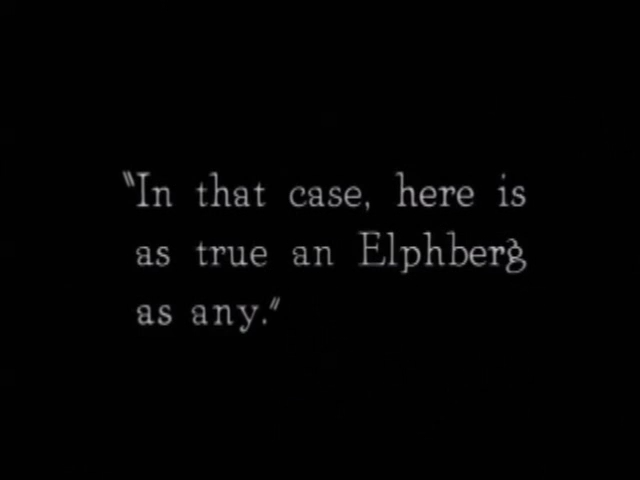 "In that case, here is
as true an Elphberg
as any."